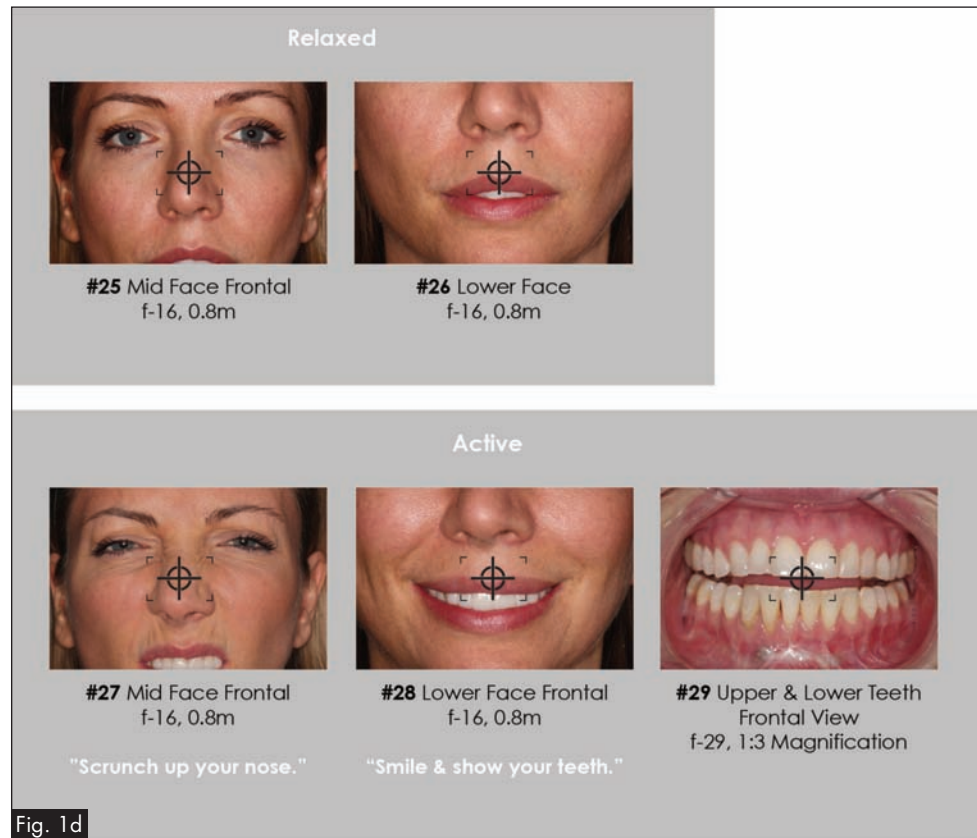 Relaxed
#25 Mid Face Frontal
f-16, 0.8m
#26 Lower Face
f-16, 0.8m
Active
#27 Mid Face Frontal
f-16, 0.8m
"Scrunch up your nose."
#28 Lower Face Frontal
f-16, 0.8m
“Smile & show your teeth.”
#29 Upper & Lower Teeth
Frontal View
f-29, 1:3 Magnification
Fig. 1d